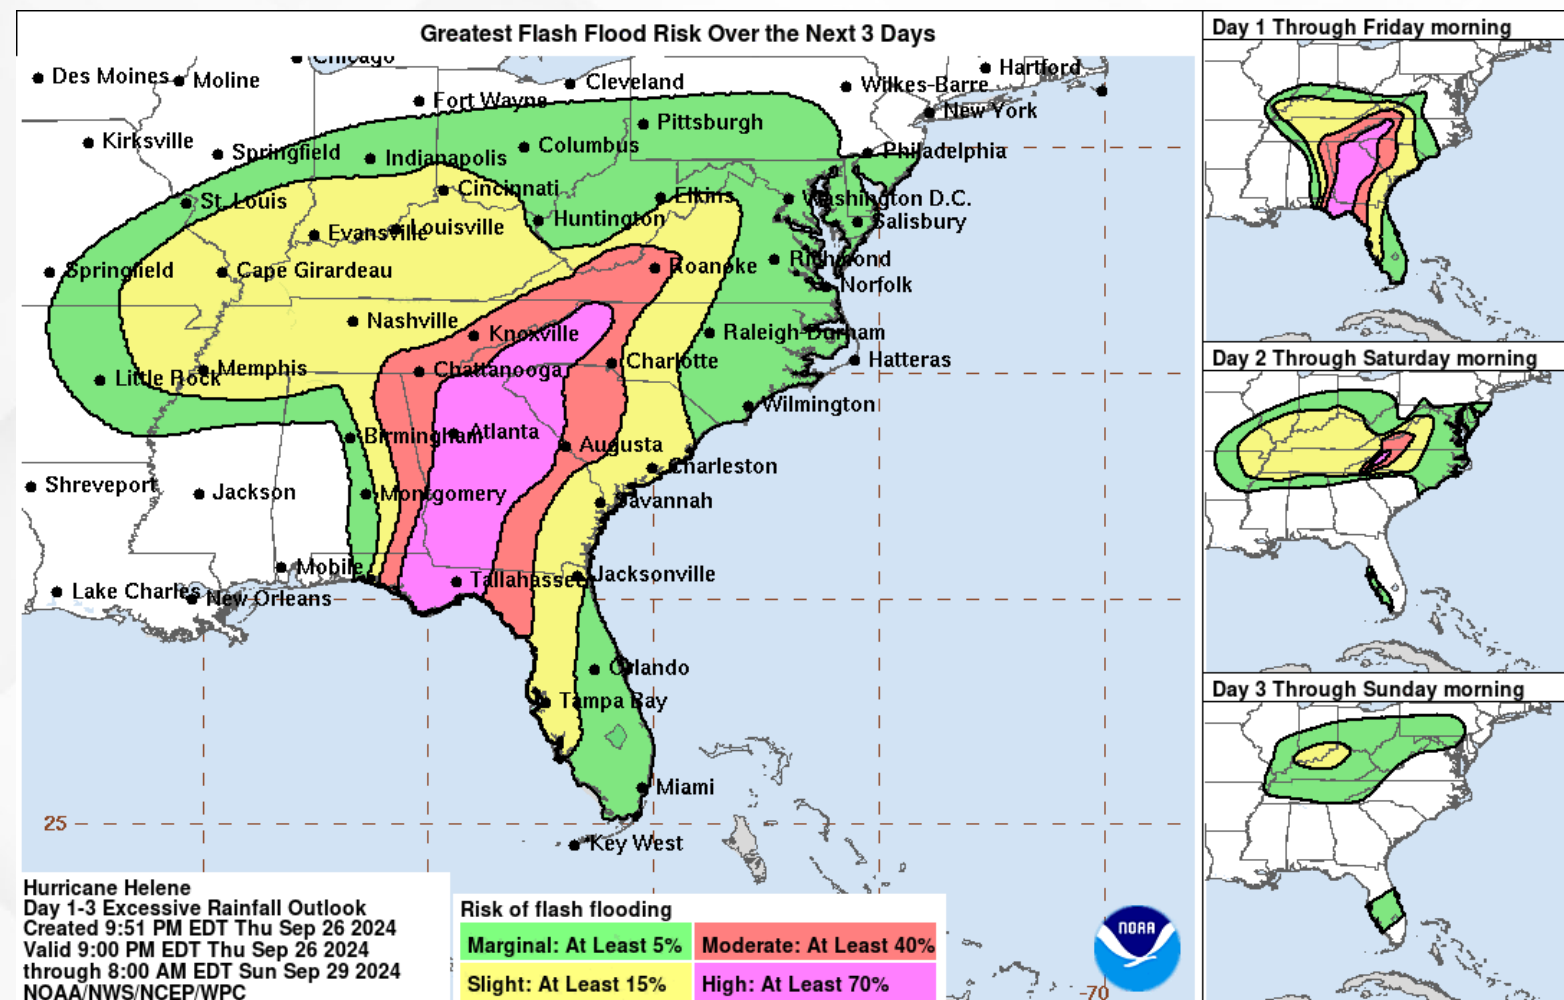 Greatest Flash Flood Risk Over the Next 3 Days
Chicago
Des Moines
Moline
Cleveland
Hartford
Wilkes-Barre
Fort Wayne
New York
Pittsburgh
Kirksville
Springfield
Indianapolis
Columbus
Philadelphia
Cincinnati
Elkins
Washington D.C.
St. Louis
Huntington
Salisbury
Evansville
Louisville
Springfield
Cape Girardeau
Roanoke
Richmond
Norfolk
Nashville
Knoxville
Raleigh-Durham
Hatteras
Charlotte
Little Rock
Memphis
Chattanooga
Wilmington
Birmingham
Atlanta
Augusta
Charleston
Shreveport
Jackson
Montgomery
Savannah
Mobile
Tallahassee
Jacksonville
Lake Charles
New Orleans
Orlando
Tampa Bay
Miami
25
Key West
-70
Hurricane Helene
Day 1-3 Excessive Rainfall Outlook
Created 9:51 PM EDT Thu Sep 26 2024
Valid 9:00 PM EDT Thu Sep 26 2024
through 8:00 AM EDT Sun Sep 29 2024
NOAA/NWS/NCEP/WPC
Risk of flash flooding
Marginal: At Least 5%
Moderate: At Least 40%
Slight: At Least 15%
High: At Least 70%
NOAA
Day 1 Through Friday morning
Day 2 Through Saturday morning
Day 3 Through Sunday morning